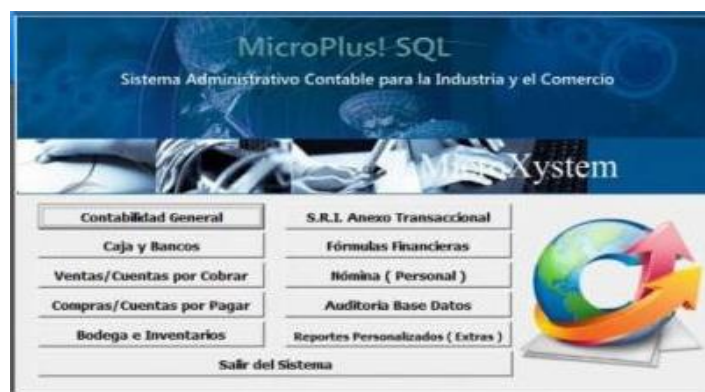 MicroPlus! SQL
Sistema Administrativo Contable para la Industria y el Comercio
MicroXystem
Contabilidad General
S.R.I. Anexo Transaccional
Caja y Bancos
Fórmulas Financieras
Ventas/Cuentas por Cobrar
Nómina ( Personal )
Compras/Cuentas por Pagar
Auditoria Base Datos
Bodega e Inventarios
Reportes Personalizados ( Extras )
Salir del Sistema